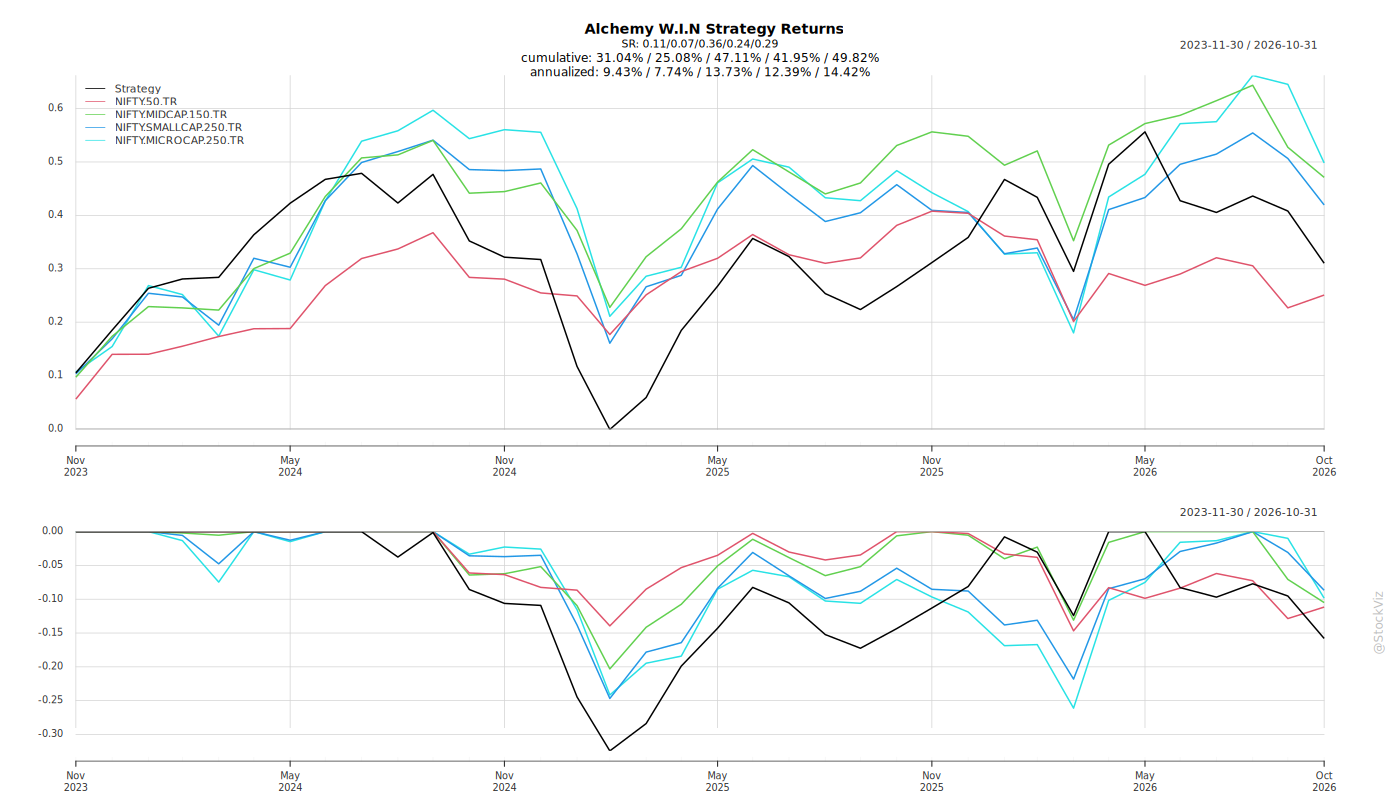 Alchemy W.I.N Strategy Returns
SR: 0.11/0.07/0.36/0.24/0.29
2023-11-30 / 2026-10-31
cumulative: 31.04% / 25.08% / 47.11% / 41.95% / 49.82%
annualized: 9.43% / 7.74% / 13.73% / 12.39% / 14.42%
Strategy
NIFTY.50.TR
NIFTY.MIDCAP.150.TR
NIFTY.SMALLCAP.250.TR
NIFTY.MICROCAP.250.TR
0.6
0.5
0.4
0.3
0.2
0.1
0.0
Nov May Nov May Nov May Oct
2023 2024 2024 2025 2025 2026 2026
2023-11-30 / 2026-10-31
0.00
-0.05
-0.10
-0.15
-0.20
-0.25
-0.30
Nov May Nov May Nov May Oct
2023 2024 2024 2025 2025 2026 2026
@StockViz